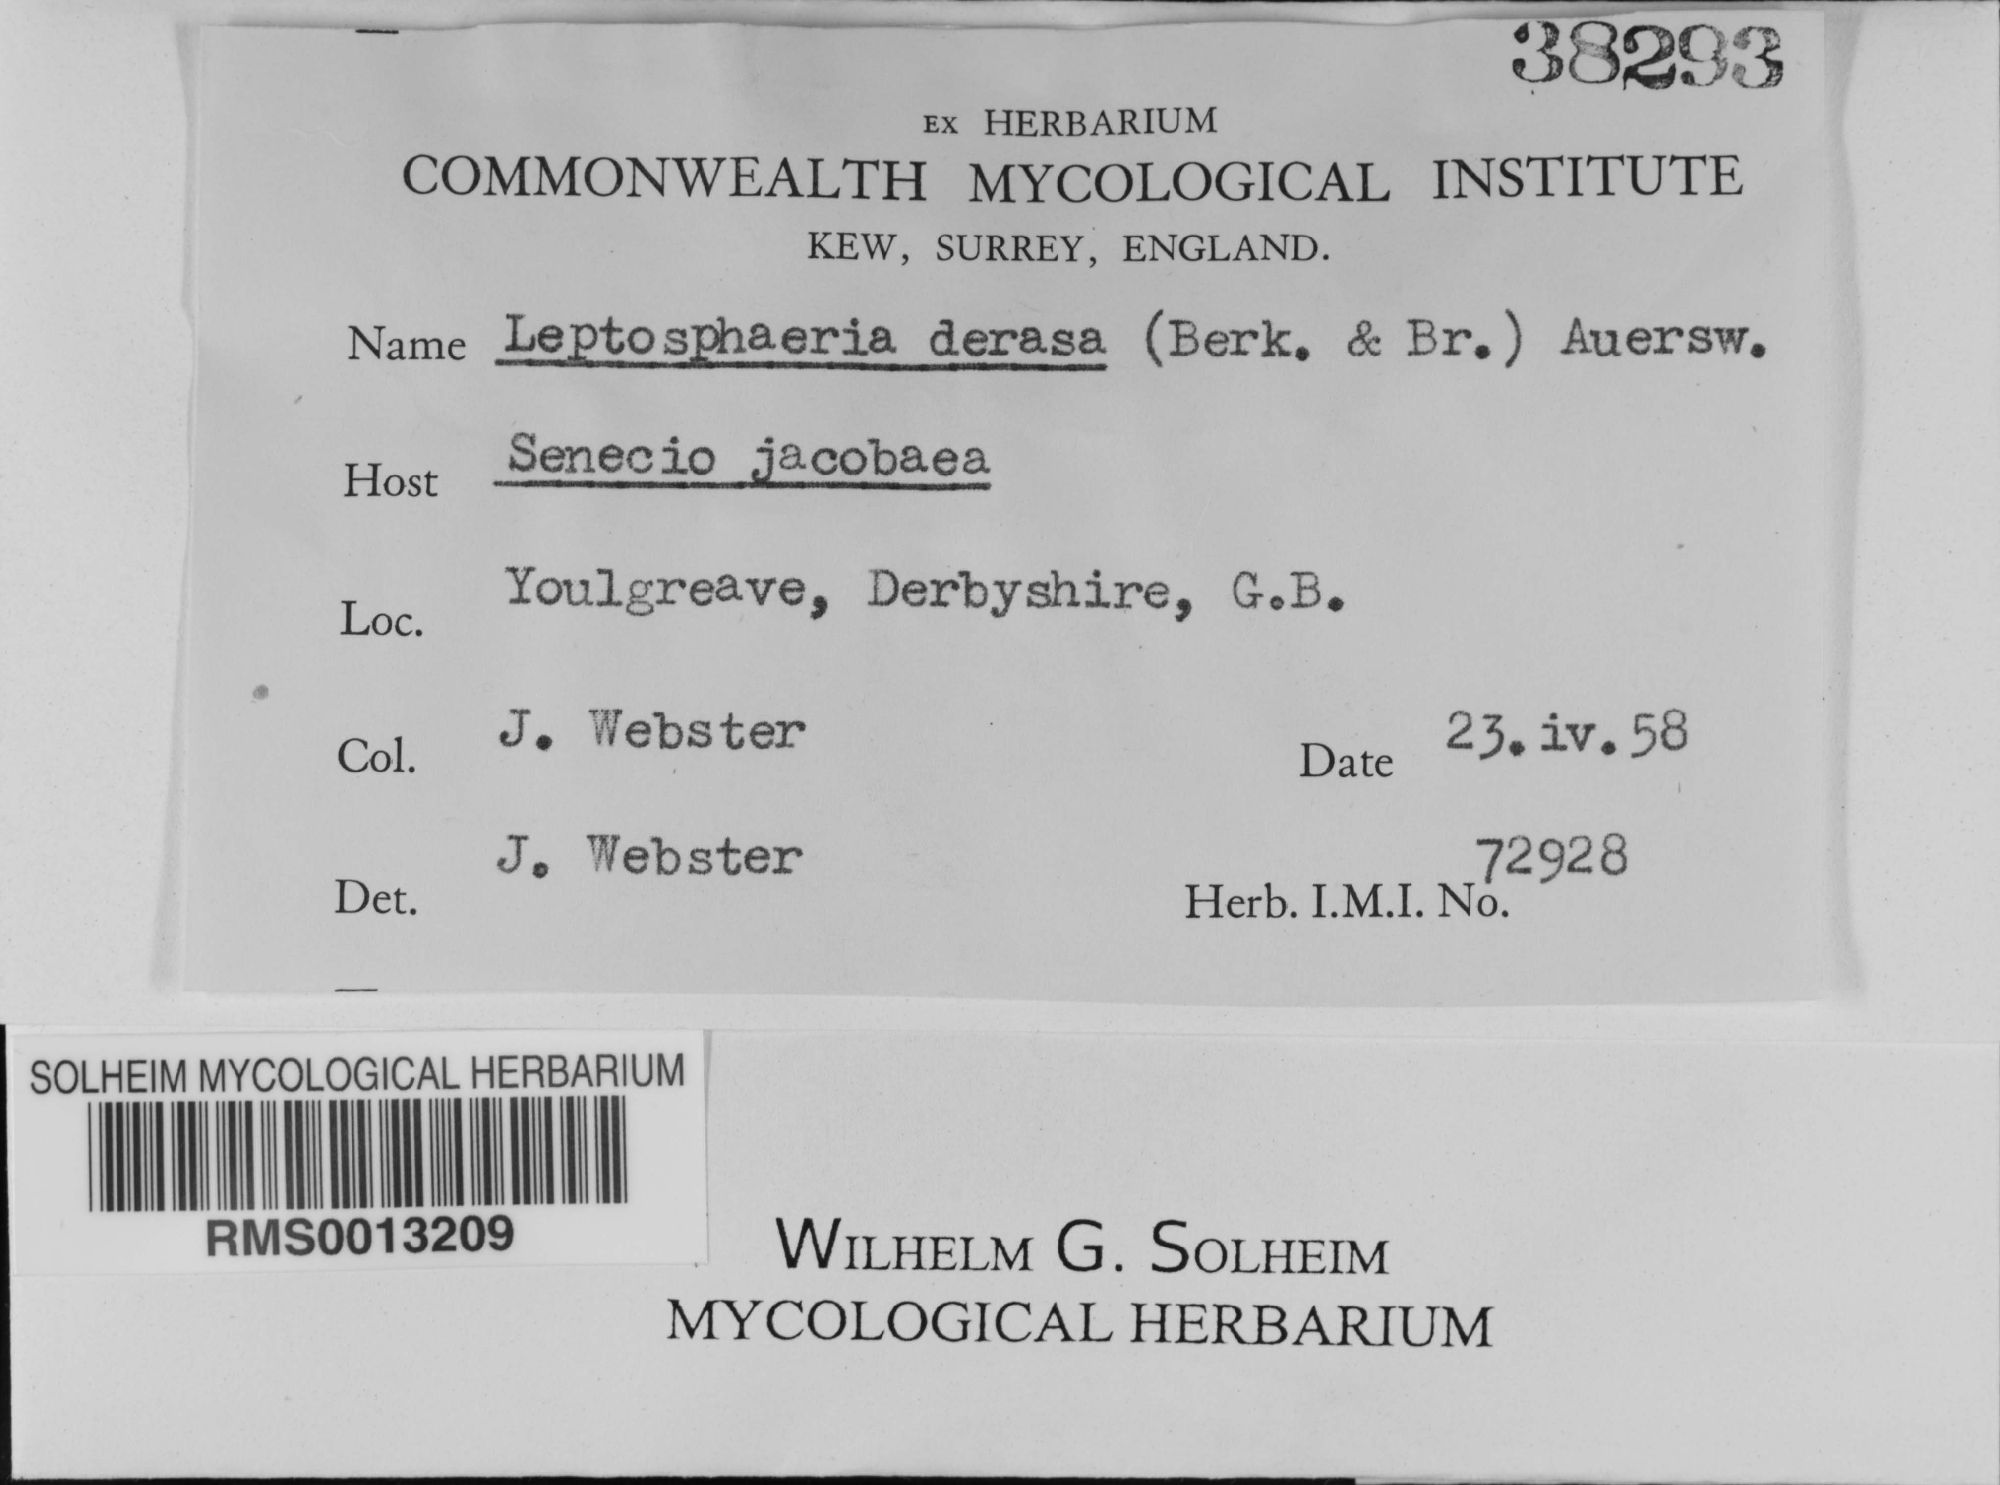 38293
EX HERBARIUM
COMMONWEALTH MYCOLOGICAL INSTITUTE
KEW, SURREY, ENGLAND.
Name Leptosphaeria derasa (Berk. & Br.) Auersw.
Host Senecio jacobaea
Loc. Youlgreave, Derbyshire, G.B.
Col. J. Webster Date 23.iv.58
Det. J. Webster Herb. I.M.I. No. 72928
SOLHEIM MYCOLOGICAL HERBARIUM
RMS0013209
WILHELM G. SOLHEIM
MYCOLOGICAL HERBARIUM